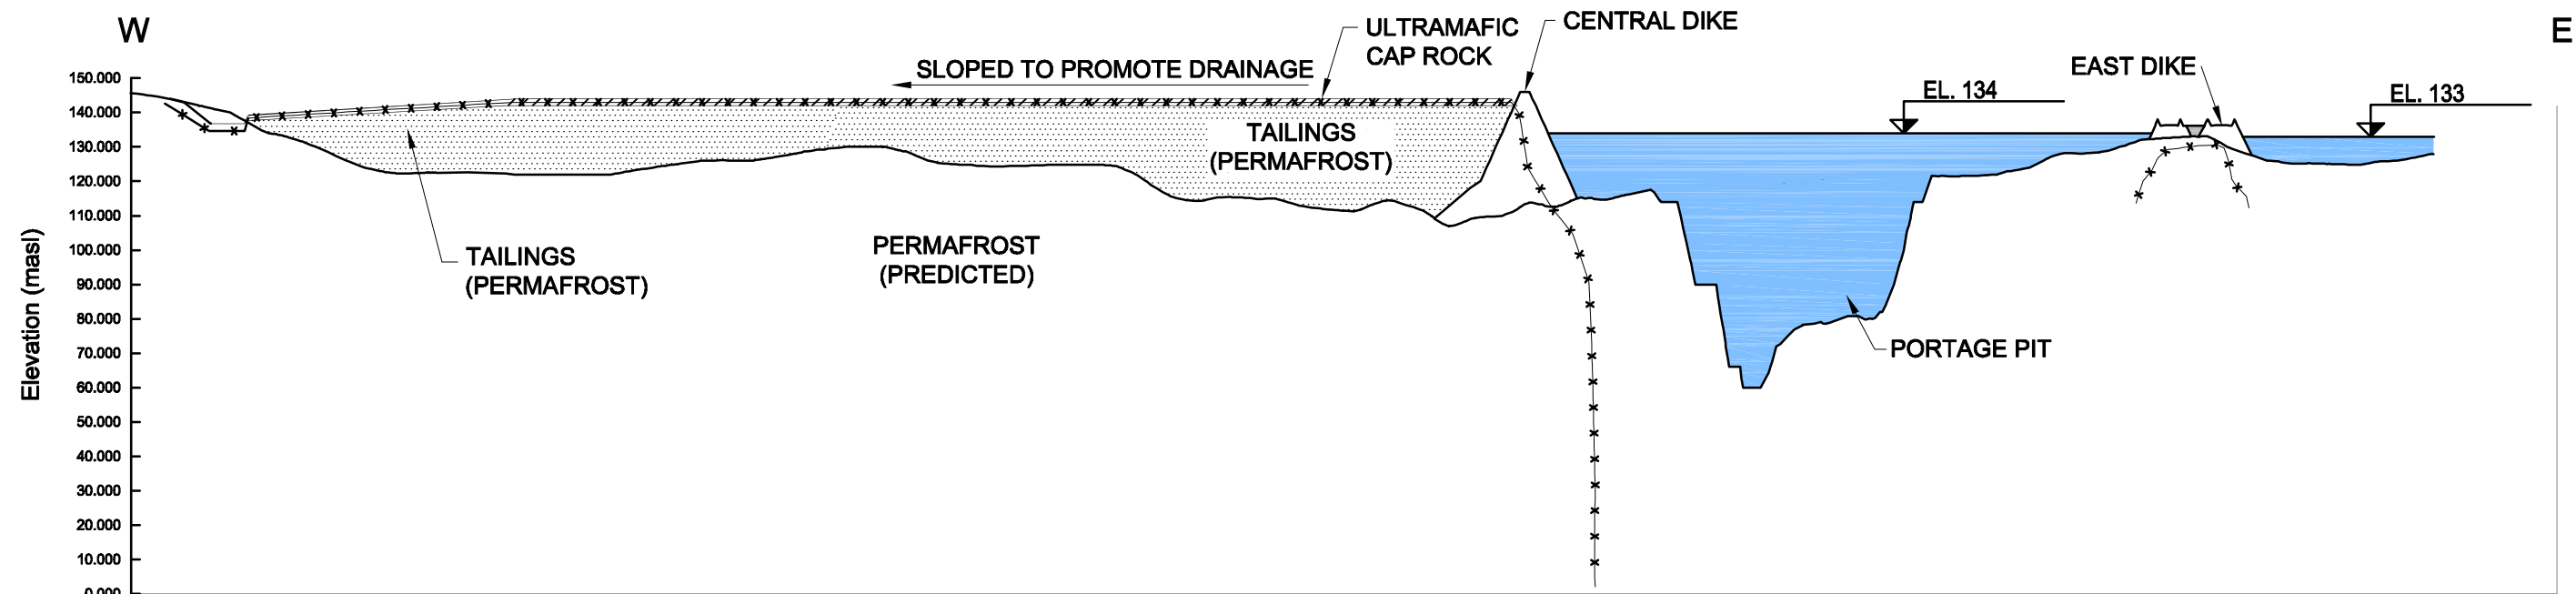 W
E
ULTRAMAFIC
CAP ROCK
CENTRAL DIKE
SLOPED TO PROMOTE DRAINAGE
EAST DIKE
EL. 134
EL. 133
TAILINGS
(PERMAFROST)
TAILINGS
(PERMAFROST)
PERMAFROST
(PREDICTED)
PORTAGE PIT
Elevation (masl)
150.000
140.000
130.000
120.000
110.000
100.000
90.000
80.000
70.000
60.000
50.000
40.000
30.000
20.000
10.000
0.000